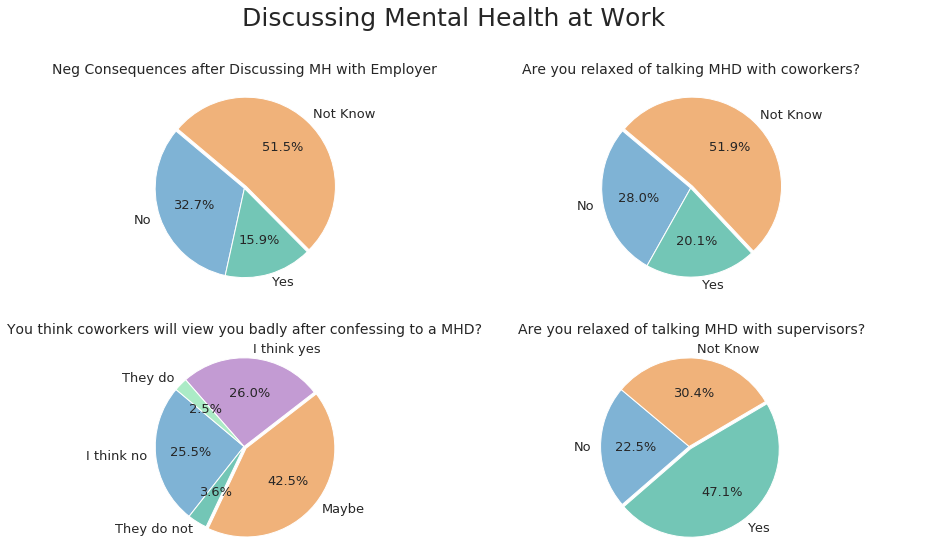 Discussing Mental Health at Work
Neg Consequences after Discussing MH with Employer
Not Know
51.5%
32.7%
No
15.9%
Yes
Are you relaxed of talking MHD with coworkers?
Not Know
51.9%
28.0%
No
20.1%
Yes
You think coworkers will view you badly after confessing to a MHD?
I think yes
They do
26.0%
2.5%
25.5%
I think no
42.5%
3.6%
Maybe
They do not
Are you relaxed of talking MHD with supervisors?
Not Know
30.4%
No
22.5%
47.1%
Yes